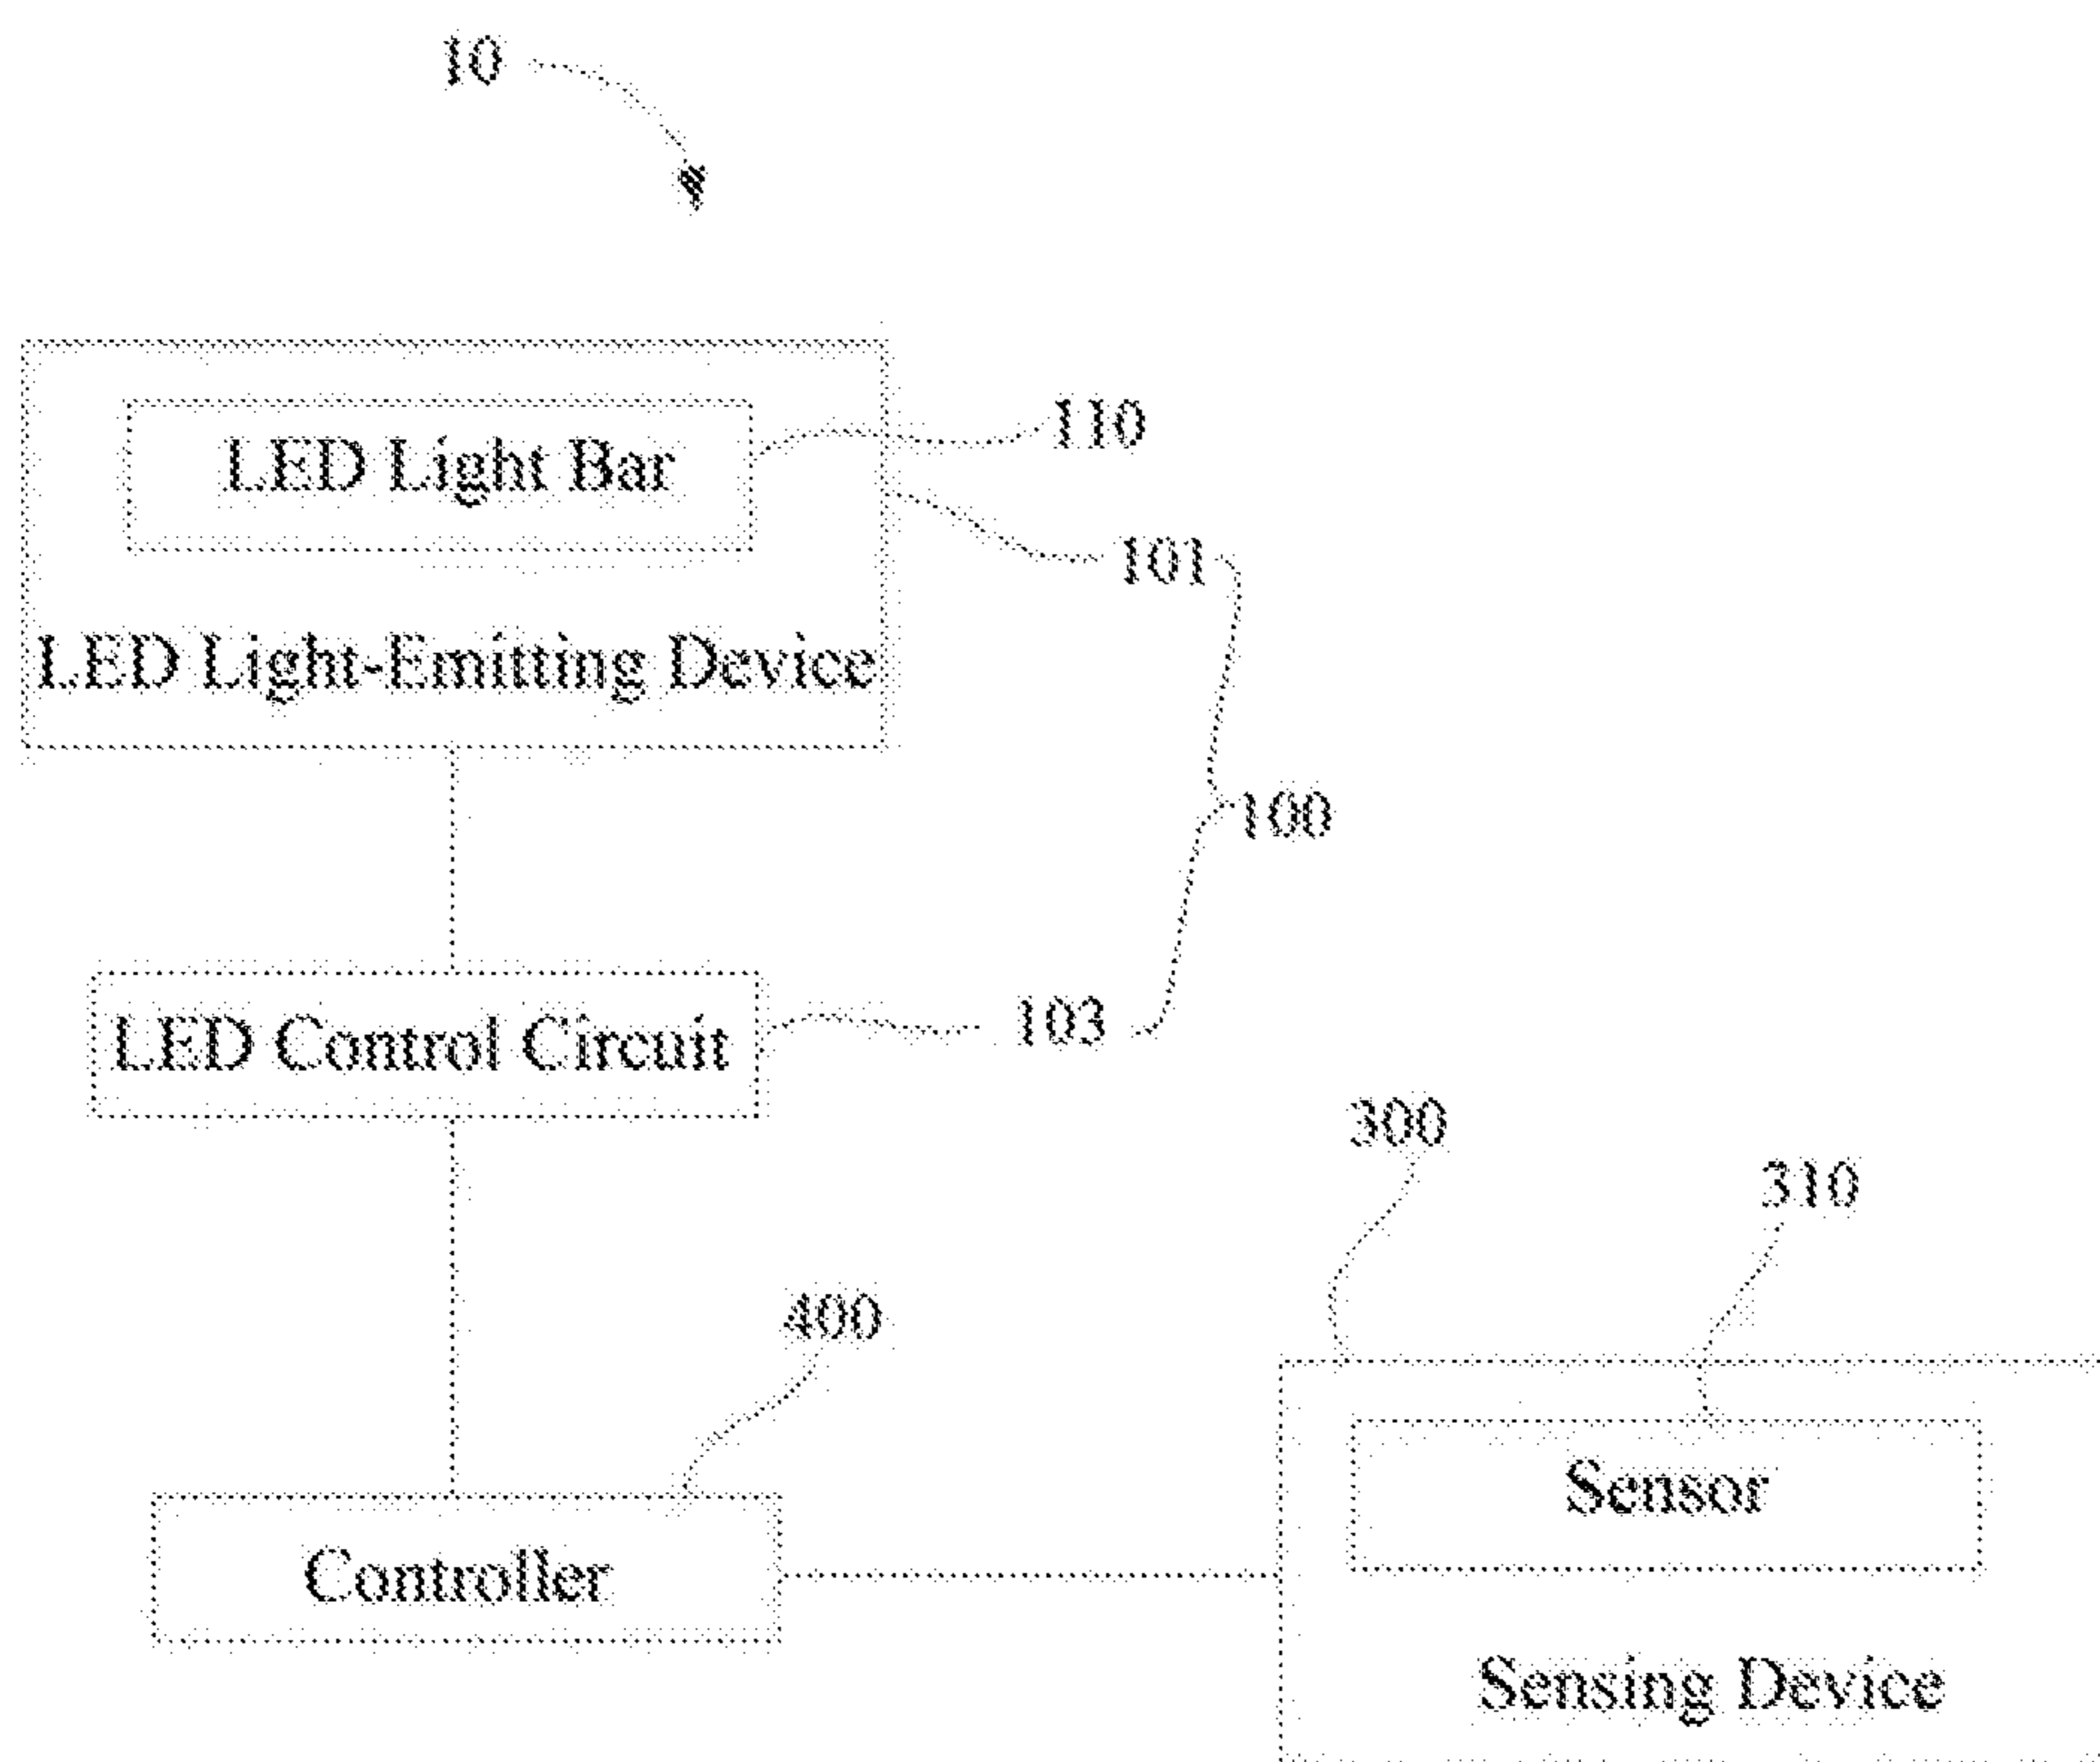 10
LED Light Bar
110
101
LED Light-Emitting Device
100
LED Control Circuit
103
300
310
400
Sensor
Controller
Sensing Device